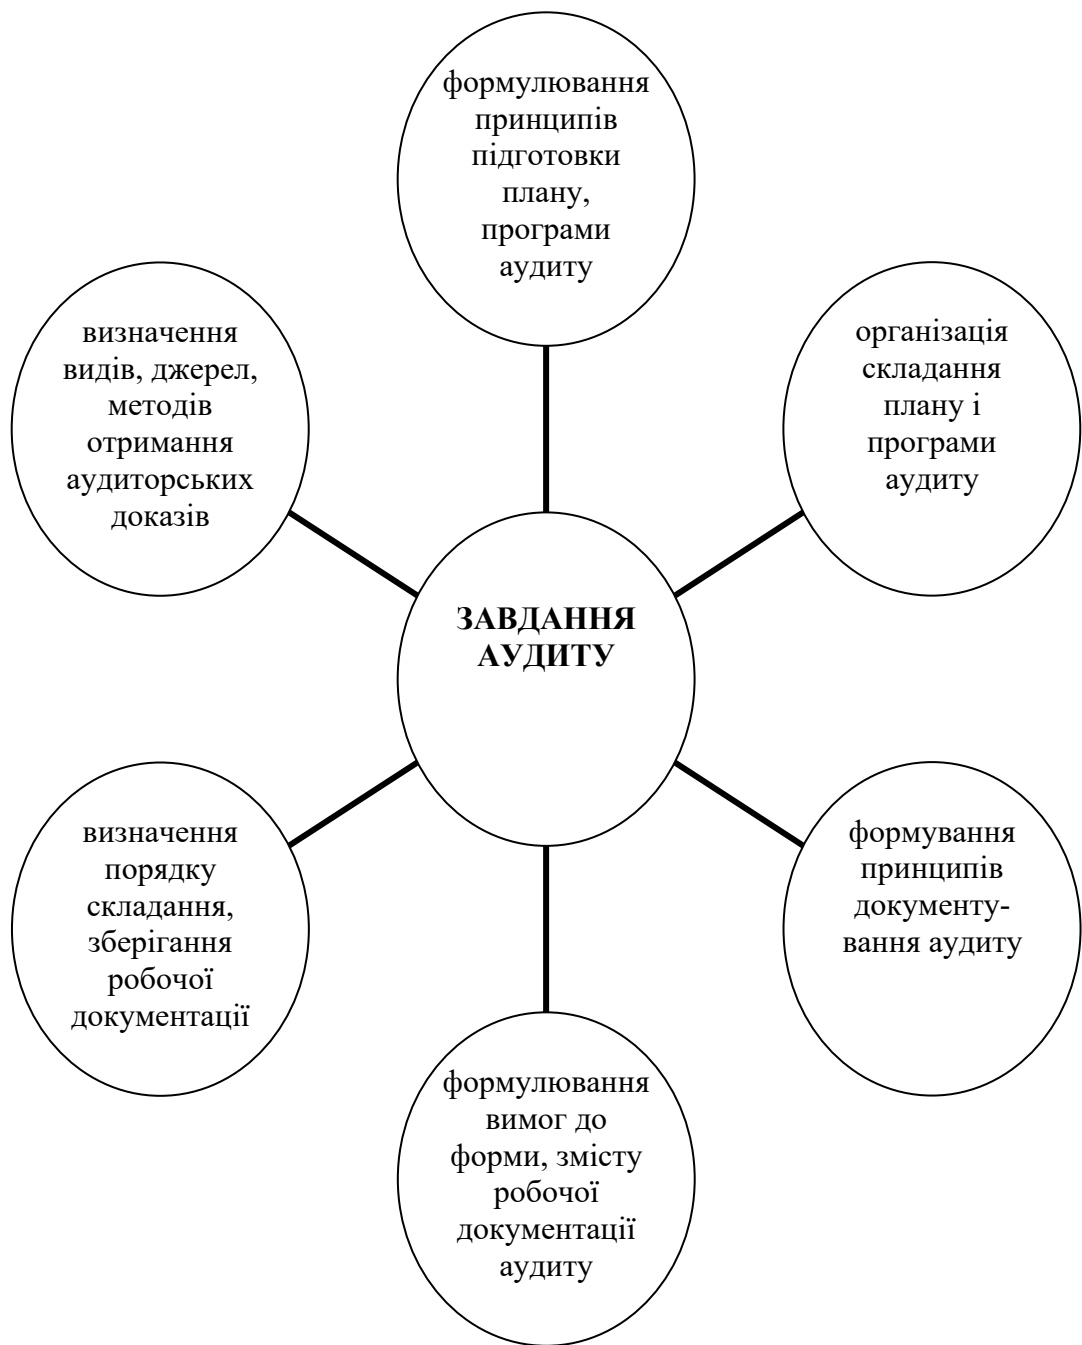 формулювання
принципів
підготовки
плану,
програми
аудиту
організація
складання
плану і
програми
аудиту
формування
принципів
документу-
вання аудиту
формулювання
вимог до
форми, змісту
робочої
документації
аудиту
визначення
порядку
складання,
зберігання
робочої
документації
визначення
видів, джерел,
методів
отримання
аудиторських
доказів
ЗАВДАННЯ
АУДИТУ